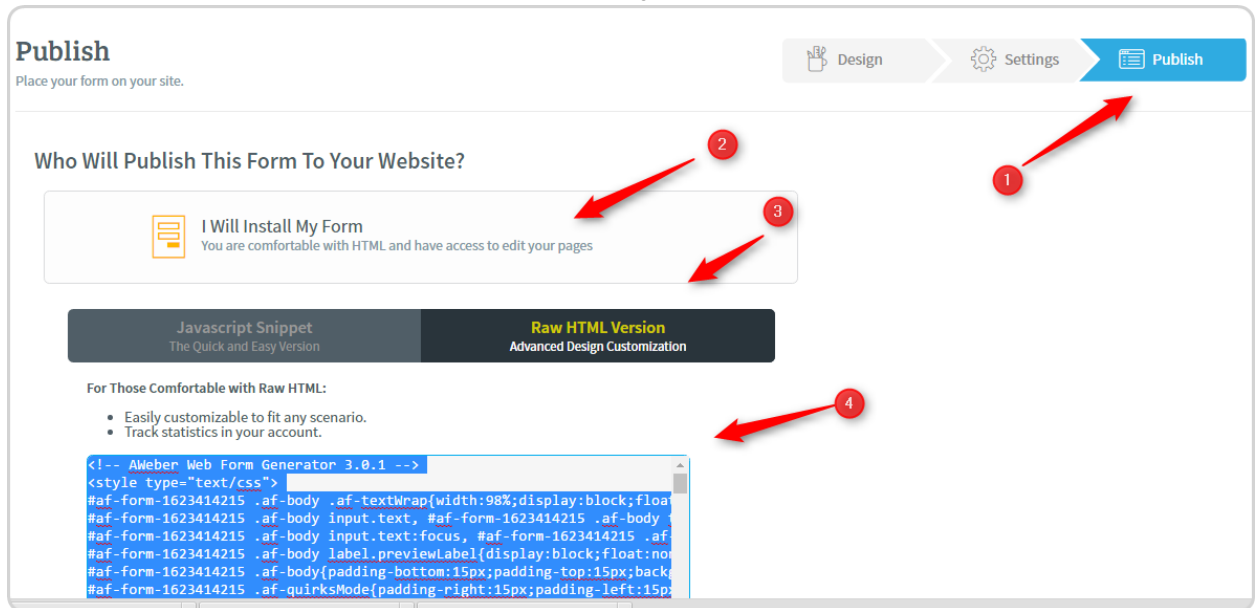 Publish
Place your form on your site.
Design
Settings
Publish
1
Who Will Publish This Form To Your Website?
2
I Will Install My Form
You are comfortable with HTML and have access to edit your pages
3
Javascript Snippet
The Quick and Easy Version
Raw HTML Version
Advanced Design Customization
For Those Comfortable with Raw HTML:
• Easily customizable to fit any scenario.
• Track statistics in your account.
4
<!-- AWeber Web Form Generator 3.0.1 -->
<style type="text/css">
#af-form-1623414215 .af-body .af-textWrap{width:98%;display:block;float
#af-form-1623414215 .af-body input.text, #af-form-1623414215 .af-body
#af-form-1623414215 .af-body input.text:focus, #af-form-1623414215 .af
#af-form-1623414215 .af-body label.previewLabel{display:block;float:no
#af-form-1623414215 .af-body{padding-bottom:15px;padding-top:15px;back
#af-form-1623414215 .af-quirksMode{padding-right:15px;padding-left:15p